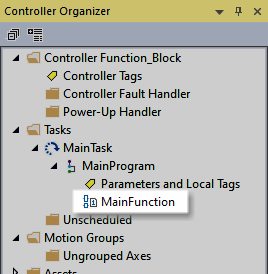 Controller Organizer
Controller Function_Block
Controller Tags
Controller Fault Handler
Power-Up Handler
Tasks
MainTask
MainProgram
Parameters and Local Tags
MainFunction
Unscheduled
Motion Groups
Ungrouped Axes
Assets